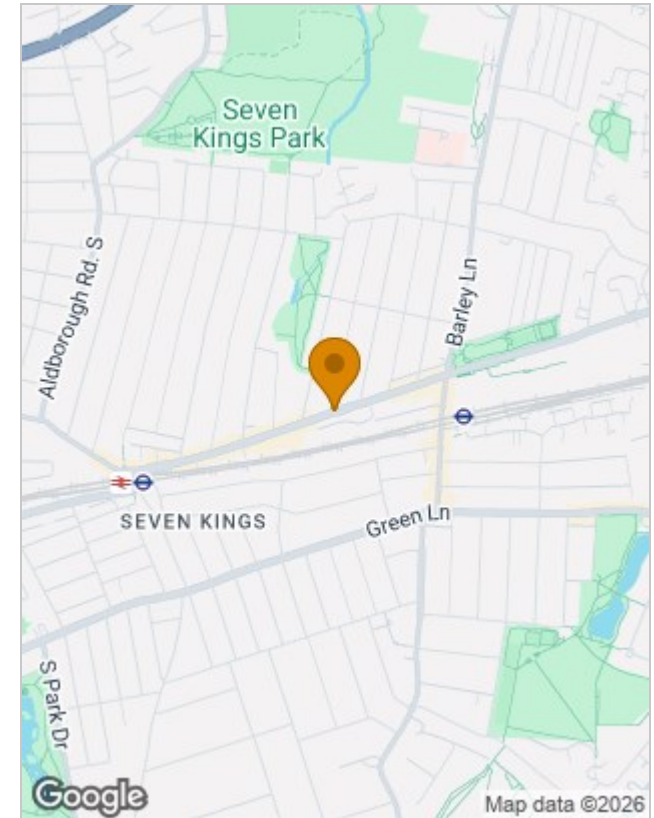 Seven
Kings Park
Aldborough Rd. S
Barley Ln
SEVEN KINGS
Green Ln
S Park Dr
Google
Map data ©2026